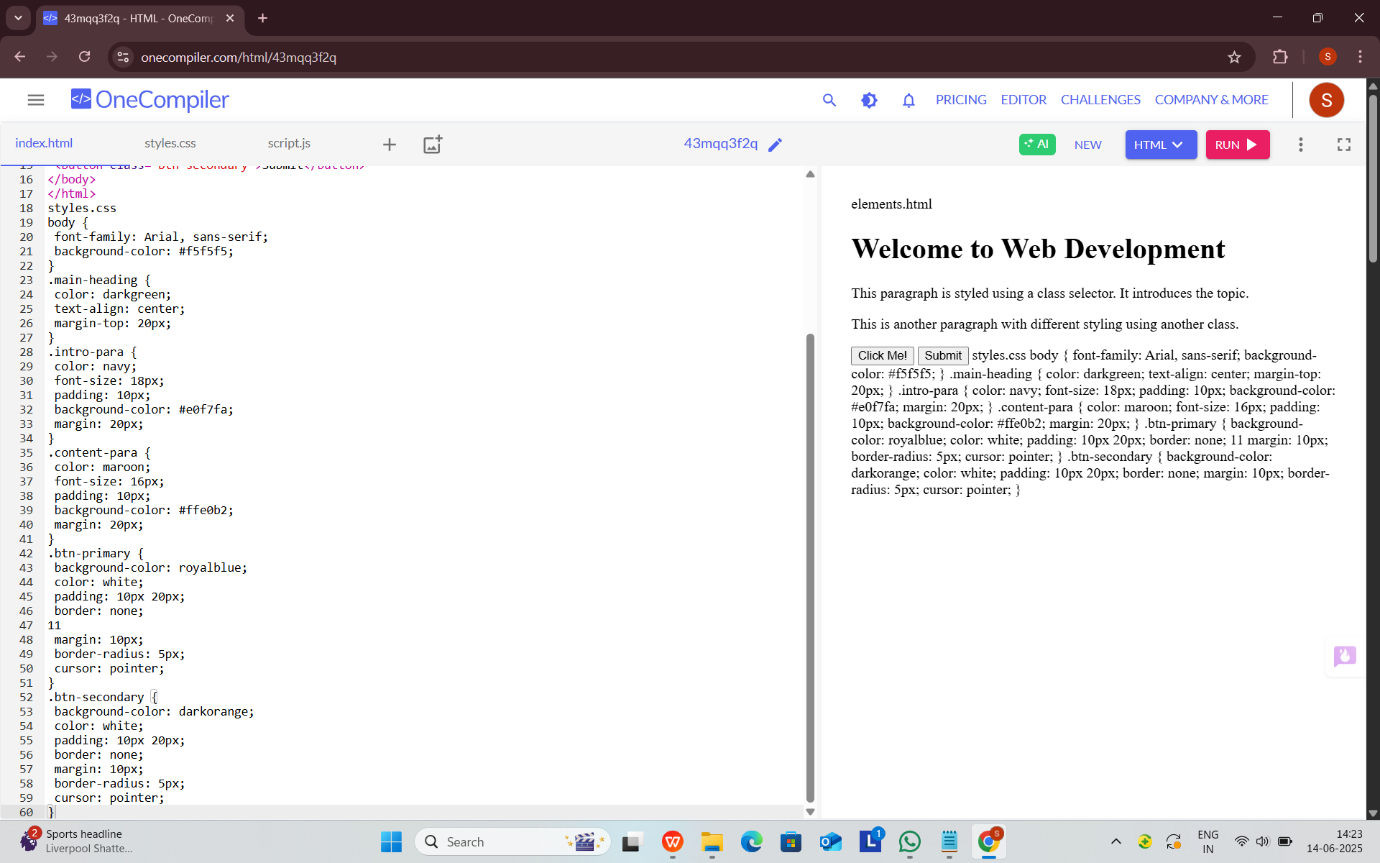 43mqq3f2q - HTML - OneComp
onecompiler.com/html/43mqq3f2q
S
</> OneCompiler
PRICING
EDITOR
CHALLENGES
COMPANY & MORE
S
index.html
styles.css
script.js
43mqq3f2q
AI
NEW
HTML
RUN
15 <button class="btn-secondary">Submit</button>
16 </body>
17 </html>
18 styles.css
19 body {
20 font-family: Arial, sans-serif;
21 background-color: #f5f5f5;
22 }
23 .main-heading {
24 color: darkgreen;
25 text-align: center;
26 margin-top: 20px;
27 }
28 .intro-para {
29 color: navy;
30 font-size: 18px;
31 padding: 10px;
32 background-color: #e0f7fa;
33 margin: 20px;
34 }
35 .content-para {
36 color: maroon;
37 font-size: 16px;
38 padding: 10px;
39 background-color: #ffe0b2;
40 margin: 20px;
41 }
42 .btn-primary {
43 background-color: royalblue;
44 color: white;
45 padding: 10px 20px;
46 border: none;
47 11
48 margin: 10px;
49 border-radius: 5px;
50 cursor: pointer;
51 }
52 .btn-secondary {
53 background-color: darkorange;
54 color: white;
55 padding: 10px 20px;
56 border: none;
57 margin: 10px;
58 border-radius: 5px;
59 cursor: pointer;
60 }
elements.html
Welcome to Web Development
This paragraph is styled using a class selector. It introduces the topic.
This is another paragraph with different styling using another class.
Click Me! Submit styles.css body { font-family: Arial, sans-serif; background-
color: #f5f5f5; } .main-heading { color: darkgreen; text-align: center; margin-top:
20px; } .intro-para { color: navy; font-size: 18px; padding: 10px; background-color:
#e0f7fa; margin: 20px; } .content-para { color: maroon; font-size: 16px; padding:
10px; background-color: #ffe0b2; margin: 20px; } .btn-primary { background-
color: royalblue; color: white; padding: 10px 20px; border: none; 11 margin: 10px;
border-radius: 5px; cursor: pointer; } .btn-secondary { background-color:
darkorange; color: white; padding: 10px 20px; border: none; margin: 10px; border-
radius: 5px; cursor: pointer; }
2
Sports headline
Liverpool Shatte...
Search
W
L
1
S
ENG
IN
14:23
14-06-2025